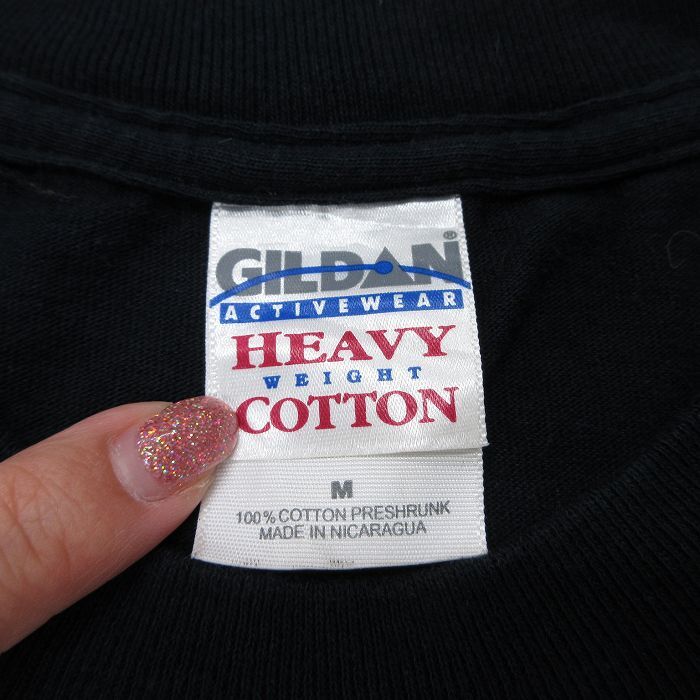 GILDAN®
ACTIVEWEAR
HEAVY
WEIGHT
COTTON
M
100% COTTON PRESHRUNK
MADE IN NICARAGUA